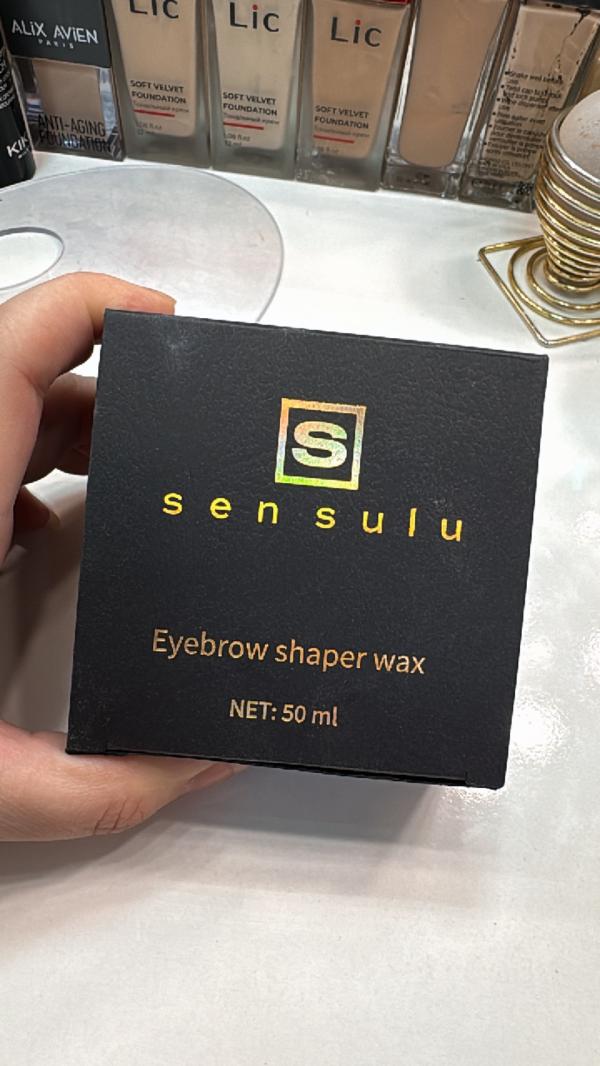 ALiX AViEN
PARIS
ANTI-AGING
FOUNDATION
KIK
Lic
SOFT VELVET
FOUNDATION
Lic
SOFT VELVET
FOUNDATION
Lic
SOFT VELVET
FOUNDATION
S
sen sulu
Eyebrow shaper wax
NET: 50 ml